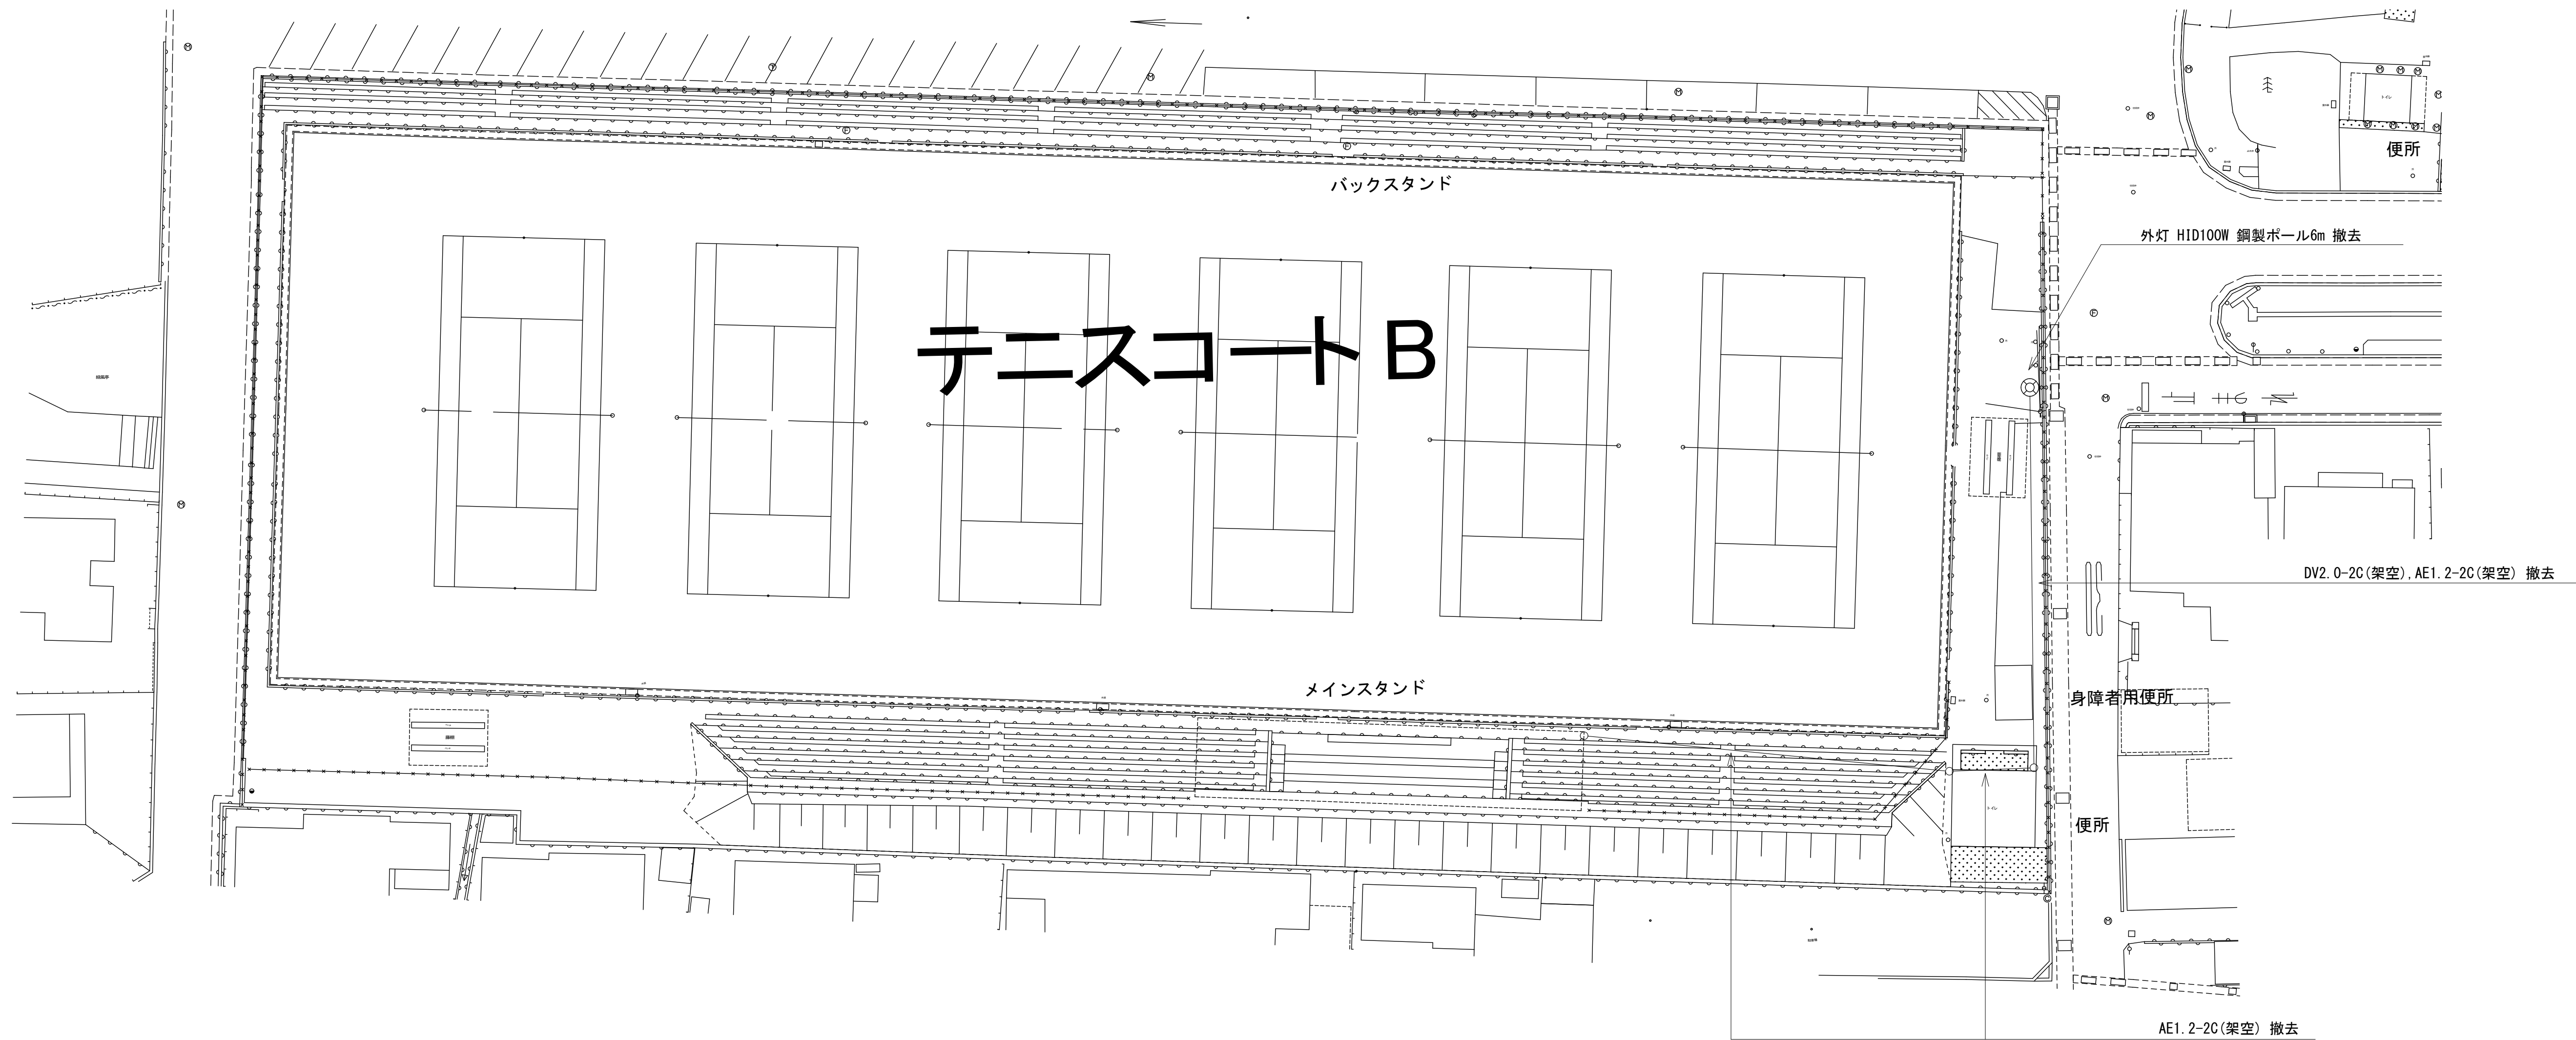 便所
バックスタンド
外灯 HID100W 鋼製ポール6m 撤去
テニスコート B
DV2.0-2C(架空),AE1.2-2C(架空) 撤去
メインスタンド
身障者用便所
便所
AE1.2-2C(架空) 撤去